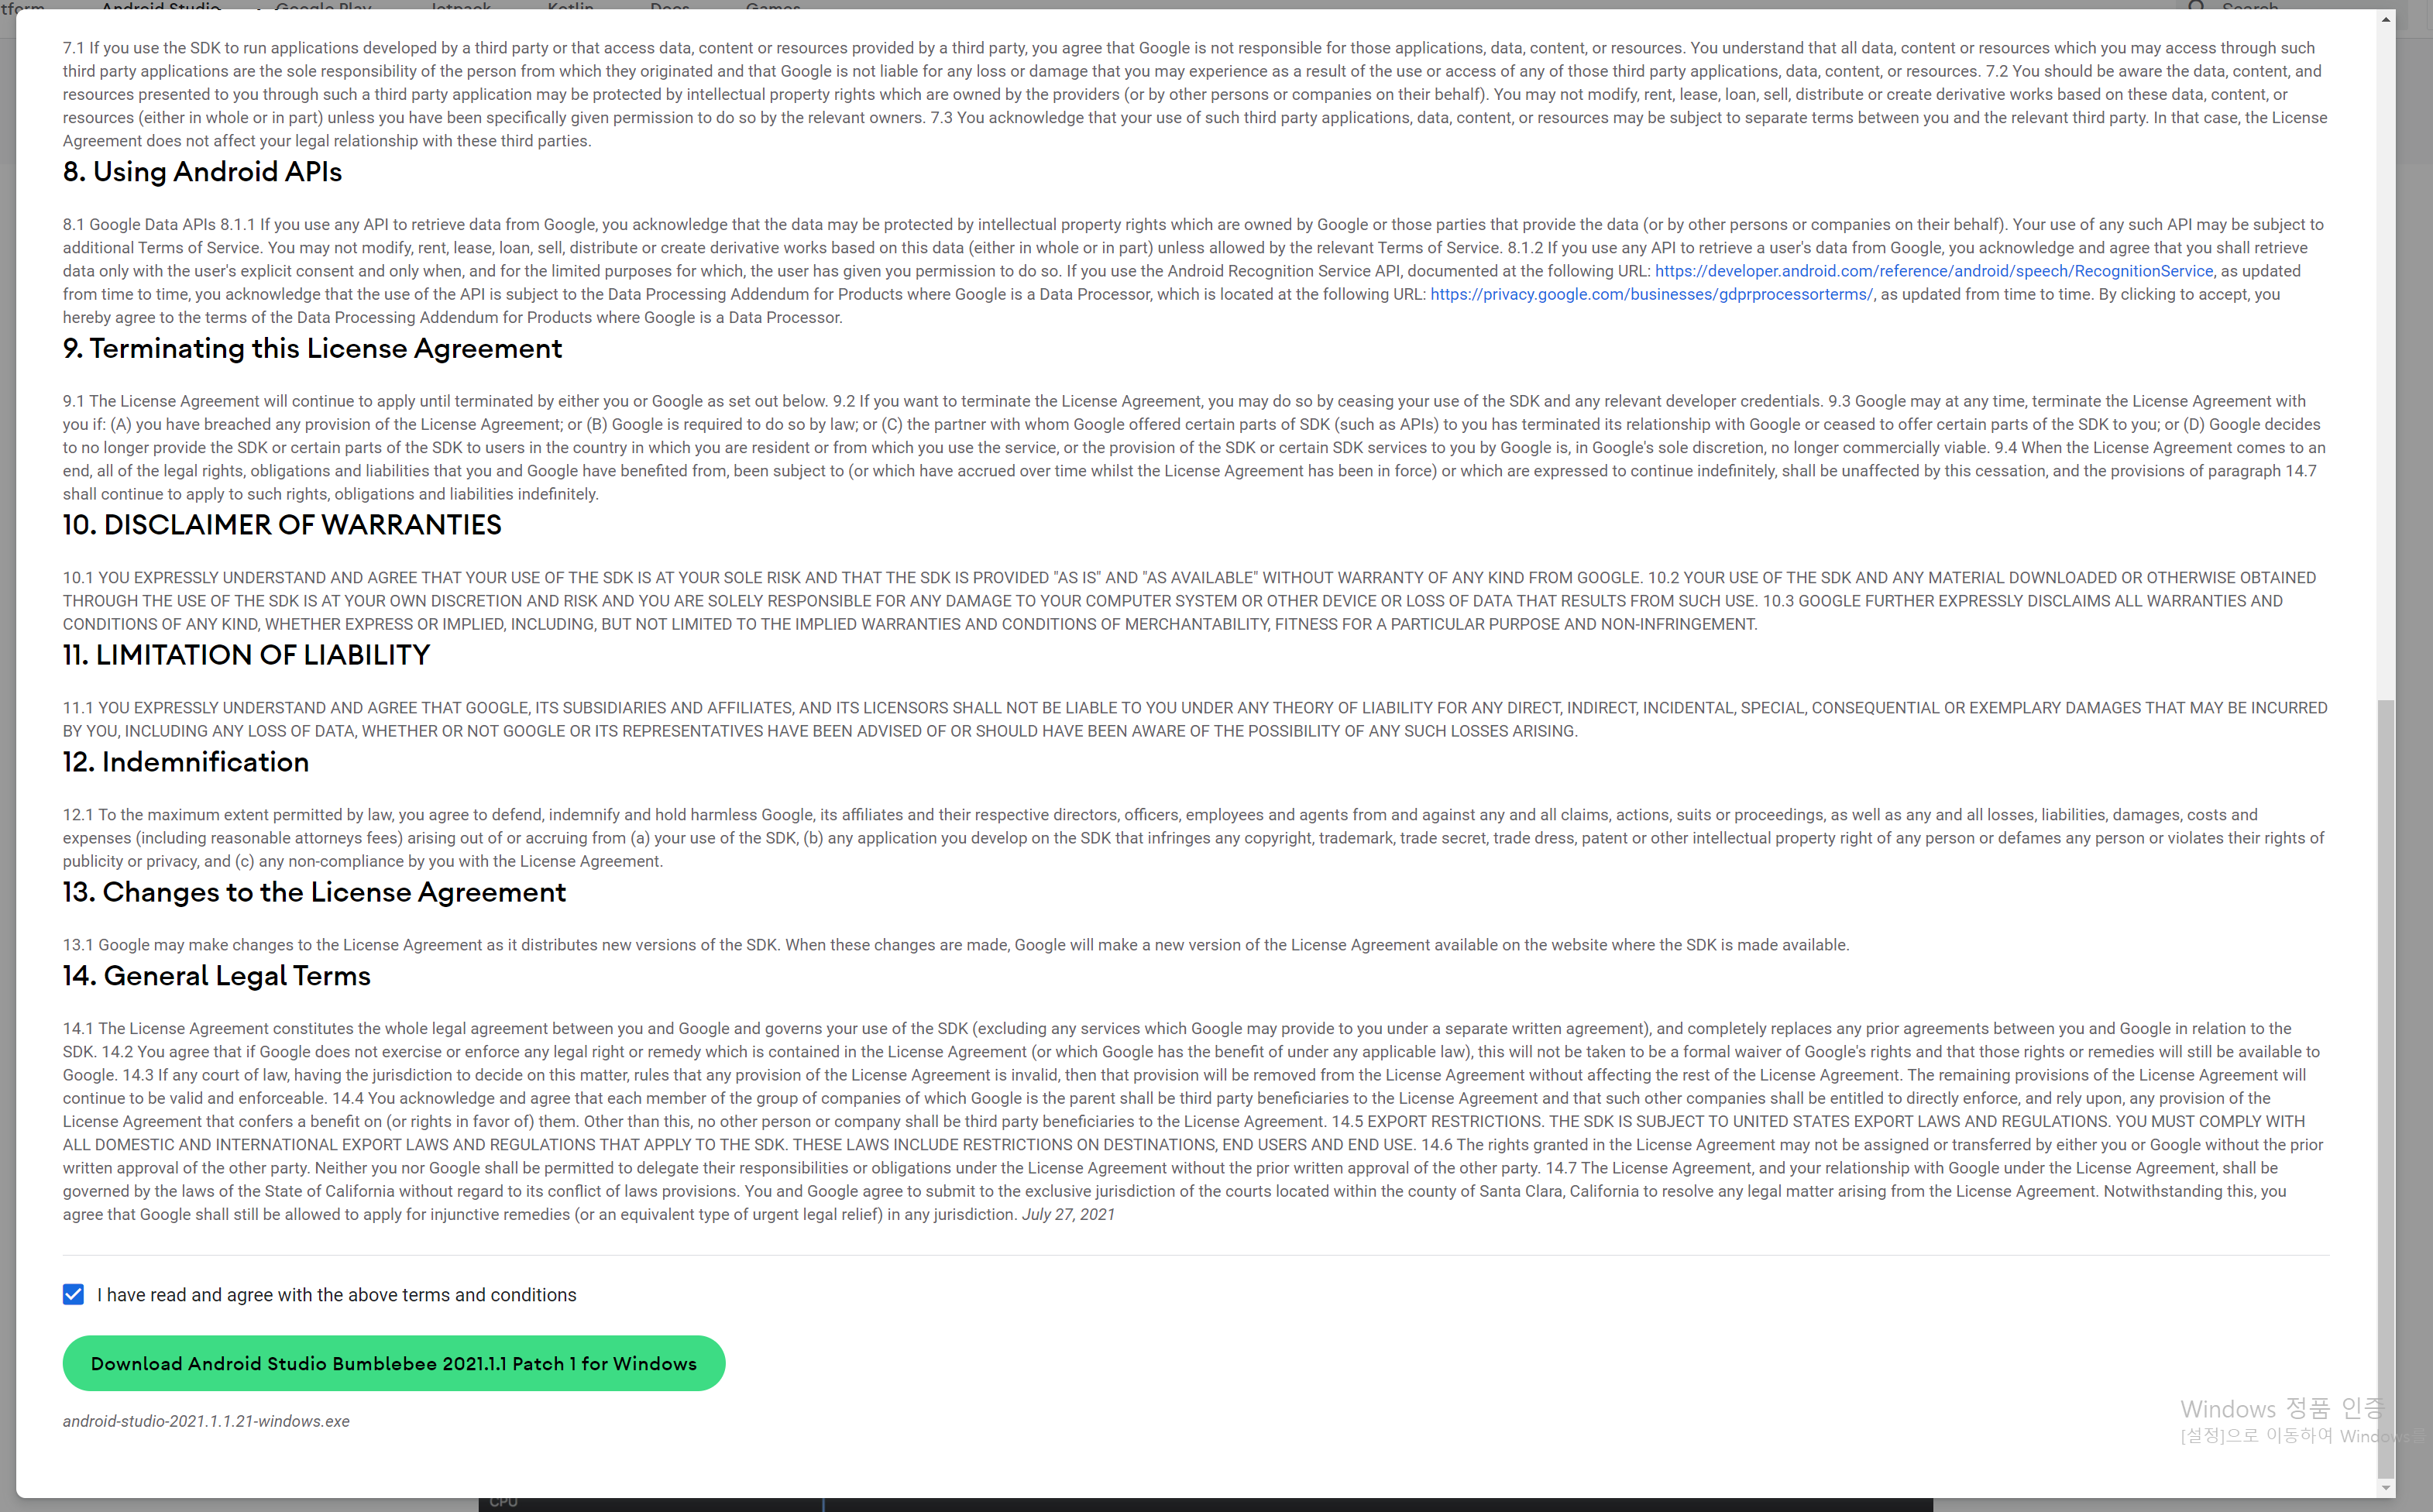 Android Studio
Google Play
Jetpack
Kotlin
Docs
Games
Search
7.1 If you use the SDK to run applications developed by a third party or that access data, content or resources provided by a third party, you agree that Google is not responsible for those applications, data, content, or resources. You understand that all data, content or resources which you may access through such
third party applications are the sole responsibility of the person from which they originated and that Google is not liable for any loss or damage that you may experience as a result of the use or access of any of those third party applications, data, content, or resources. 7.2 You should be aware the data, content, and
resources presented to you through such a third party application may be protected by intellectual property rights which are owned by the providers (or by other persons or companies on their behalf). You may not modify, rent, lease, loan, sell, distribute or create derivative works based on these data, content, or
resources (either in whole or in part) unless you have been specifically given permission to do so by the relevant owners. 7.3 You acknowledge that your use of such third party applications, data, content, or resources may be subject to separate terms between you and the relevant third party. In that case, the License
Agreement does not affect your legal relationship with these third parties.
8. Using Android APIs
8.1 Google Data APIs 8.1.1 If you use any API to retrieve data from Google, you acknowledge that the data may be protected by intellectual property rights which are owned by Google or those parties that provide the data (or by other persons or companies on their behalf). Your use of any such API may be subject to
additional Terms of Service. You may not modify, rent, lease, loan, sell, distribute or create derivative works based on this data (either in whole or in part) unless allowed by the relevant Terms of Service. 8.1.2 If you use any API to retrieve a user's data from Google, you acknowledge and agree that you shall retrieve
data only with the user's explicit consent and only when, and for the limited purposes for which, the user has given you permission to do so. If you use the Android Recognition Service API, documented at the following URL: https://developer.android.com/reference/android/speech/RecognitionService, as updated
from time to time, you acknowledge that the use of the API is subject to the Data Processing Addendum for Products where Google is a Data Processor, which is located at the following URL: https://privacy.google.com/businesses/gdprprocessorterms/, as updated from time to time. By clicking to accept, you
hereby agree to the terms of the Data Processing Addendum for Products where Google is a Data Processor.
9. Terminating this License Agreement
9.1 The License Agreement will continue to apply until terminated by either you or Google as set out below. 9.2 If you want to terminate the License Agreement, you may do so by ceasing your use of the SDK and any relevant developer credentials. 9.3 Google may at any time, terminate the License Agreement with
you if: (A) you have breached any provision of the License Agreement; or (B) Google is required to do so by law; or (C) the partner with whom Google offered certain parts of SDK (such as APIs) to you has terminated its relationship with Google or ceased to offer certain parts of the SDK to you; or (D) Google decides
to no longer provide the SDK or certain parts of the SDK to users in the country in which you are resident or from which you use the service, or the provision of the SDK or certain SDK services to you by Google is, in Google's sole discretion, no longer commercially viable. 9.4 When the License Agreement comes to an
end, all of the legal rights, obligations and liabilities that you and Google have benefited from, been subject to (or which have accrued over time whilst the License Agreement has been in force) or which are expressed to continue indefinitely, shall be unaffected by this cessation, and the provisions of paragraph 14.7
shall continue to apply to such rights, obligations and liabilities indefinitely.
10. DISCLAIMER OF WARRANTIES
10.1 YOU EXPRESSLY UNDERSTAND AND AGREE THAT YOUR USE OF THE SDK IS AT YOUR SOLE RISK AND THAT THE SDK IS PROVIDED "AS IS" AND "AS AVAILABLE" WITHOUT WARRANTY OF ANY KIND FROM GOOGLE. 10.2 YOUR USE OF THE SDK AND ANY MATERIAL DOWNLOADED OR OTHERWISE OBTAINED
THROUGH THE USE OF THE SDK IS AT YOUR OWN DISCRETION AND RISK AND YOU ARE SOLELY RESPONSIBLE FOR ANY DAMAGE TO YOUR COMPUTER SYSTEM OR OTHER DEVICE OR LOSS OF DATA THAT RESULTS FROM SUCH USE. 10.3 GOOGLE FURTHER EXPRESSLY DISCLAIMS ALL WARRANTIES AND
CONDITIONS OF ANY KIND, WHETHER EXPRESS OR IMPLIED, INCLUDING, BUT NOT LIMITED TO THE IMPLIED WARRANTIES AND CONDITIONS OF MERCHANTABILITY, FITNESS FOR A PARTICULAR PURPOSE AND NON-INFRINGEMENT.
11. LIMITATION OF LIABILITY
11.1 YOU EXPRESSLY UNDERSTAND AND AGREE THAT GOOGLE, ITS SUBSIDIARIES AND AFFILIATES, AND ITS LICENSORS SHALL NOT BE LIABLE TO YOU UNDER ANY THEORY OF LIABILITY FOR ANY DIRECT, INDIRECT, INCIDENTAL, SPECIAL, CONSEQUENTIAL OR EXEMPLARY DAMAGES THAT MAY BE INCURRED
BY YOU, INCLUDING ANY LOSS OF DATA, WHETHER OR NOT GOOGLE OR ITS REPRESENTATIVES HAVE BEEN ADVISED OF OR SHOULD HAVE BEEN AWARE OF THE POSSIBILITY OF ANY SUCH LOSSES ARISING.
12. Indemnification
12.1 To the maximum extent permitted by law, you agree to defend, indemnify and hold harmless Google, its affiliates and their respective directors, officers, employees and agents from and against any and all claims, actions, suits or proceedings, as well as any and all losses, liabilities, damages, costs and
expenses (including reasonable attorneys fees) arising out of or accruing from (a) your use of the SDK, (b) any application you develop on the SDK that infringes any copyright, trademark, trade secret, trade dress, patent or other intellectual property right of any person or defames any person or violates their rights of
publicity or privacy, and (c) any non-compliance by you with the License Agreement.
13. Changes to the License Agreement
13.1 Google may make changes to the License Agreement as it distributes new versions of the SDK. When these changes are made, Google will make a new version of the License Agreement available on the website where the SDK is made available.
14. General Legal Terms
14.1 The License Agreement constitutes the whole legal agreement between you and Google and governs your use of the SDK (excluding any services which Google may provide to you under a separate written agreement), and completely replaces any prior agreements between you and Google in relation to the
SDK. 14.2 You agree that if Google does not exercise or enforce any legal right or remedy which is contained in the License Agreement (or which Google has the benefit of under any applicable law), this will not be taken to be a formal waiver of Google's rights and that those rights or remedies will still be available to
Google. 14.3 If any court of law, having the jurisdiction to decide on this matter, rules that any provision of the License Agreement is invalid, then that provision will be removed from the License Agreement without affecting the rest of the License Agreement. The remaining provisions of the License Agreement will
continue to be valid and enforceable. 14.4 You acknowledge and agree that each member of the group of companies of which Google is the parent shall be third party beneficiaries to the License Agreement and that such other companies shall be entitled to directly enforce, and rely upon, any provision of the
License Agreement that confers a benefit on (or rights in favor of) them. Other than this, no other person or company shall be third party beneficiaries to the License Agreement. 14.5 EXPORT RESTRICTIONS. THE SDK IS SUBJECT TO UNITED STATES EXPORT LAWS AND REGULATIONS. YOU MUST COMPLY WITH
ALL DOMESTIC AND INTERNATIONAL EXPORT LAWS AND REGULATIONS THAT APPLY TO THE SDK. THESE LAWS INCLUDE RESTRICTIONS ON DESTINATIONS, END USERS AND END USE. 14.6 The rights granted in the License Agreement may not be assigned or transferred by either you or Google without the prior
written approval of the other party. Neither you nor Google shall be permitted to delegate their responsibilities or obligations under the License Agreement without the prior written approval of the other party. 14.7 The License Agreement, and your relationship with Google under the License Agreement, shall be
governed by the laws of the State of California without regard to its conflict of laws provisions. You and Google agree to submit to the exclusive jurisdiction of the courts located within the county of Santa Clara, California to resolve any legal matter arising from the License Agreement. Notwithstanding this, you
agree that Google shall still be allowed to apply for injunctive remedies (or an equivalent type of urgent legal relief) in any jurisdiction. July 27, 2021
I have read and agree with the above terms and conditions
Download Android Studio Bumblebee 2021.1.1 Patch 1 for Windows
android-studio-2021.1.1.21-windows.exe
Windows 정품 인증
[설정]으로 이동하여 Windows를
CPU